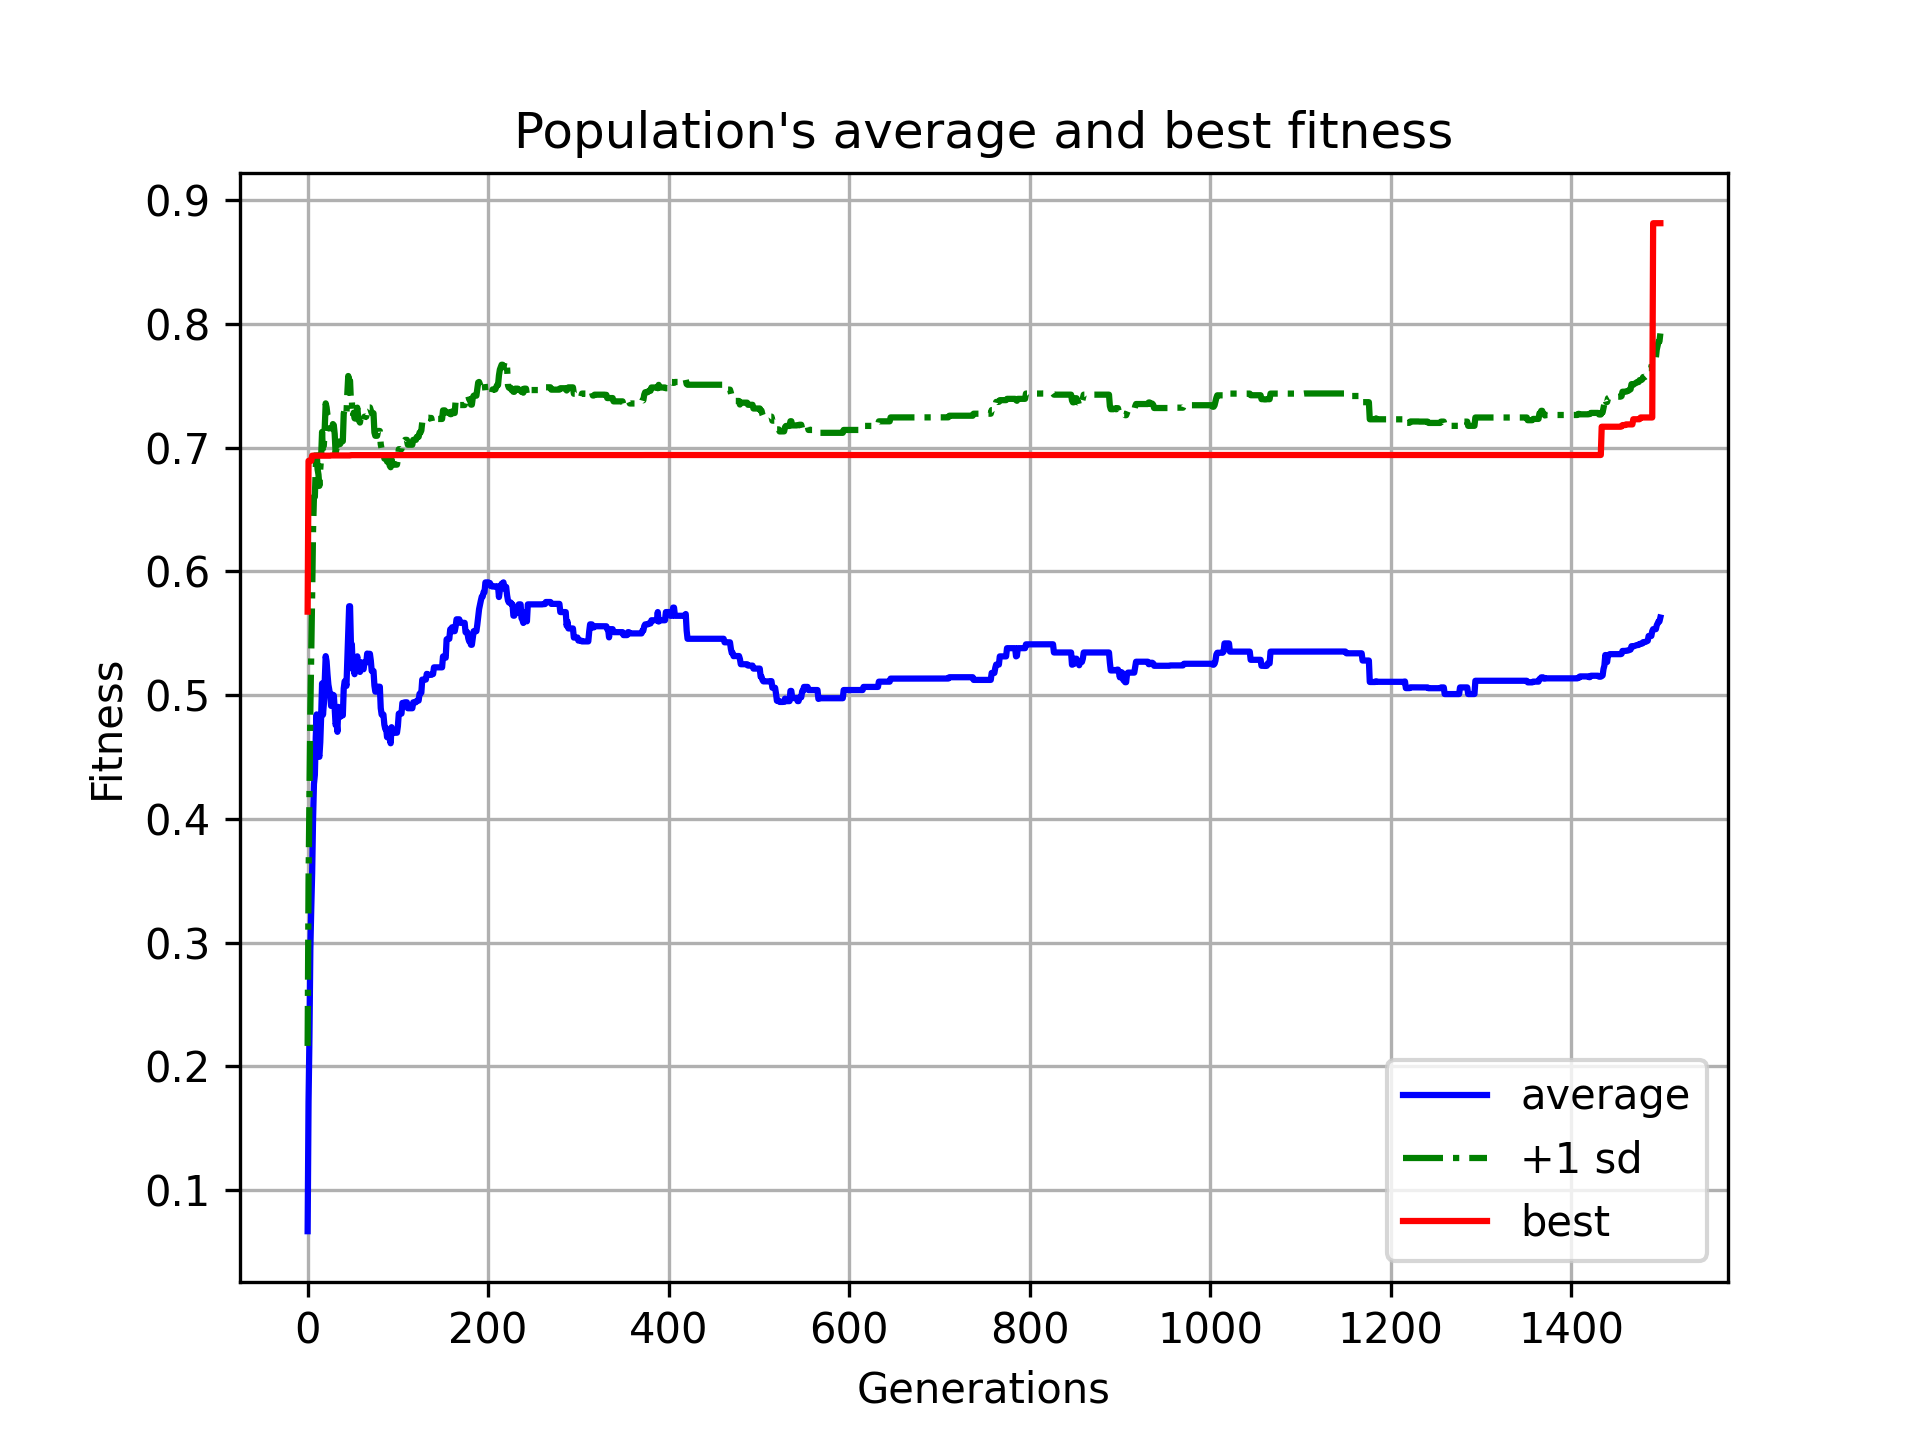 Population's average and best fitness
0.9
0.8
0.7
0.6
0.5
0.4
0.3
0.2
0.1
Fitness
0 200 400 600 800 1000 1200 1400
Generations
average
+1 sd
best